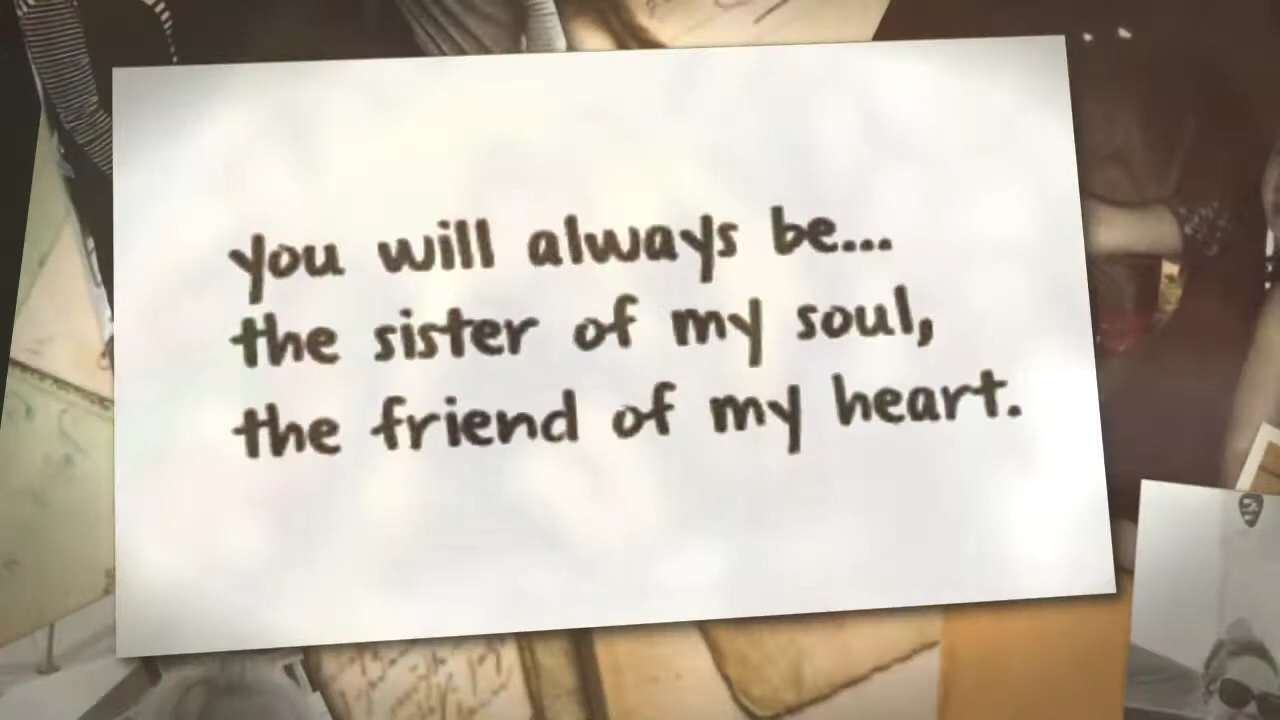 you will always be...
the sister of my soul,
the friend of my heart.